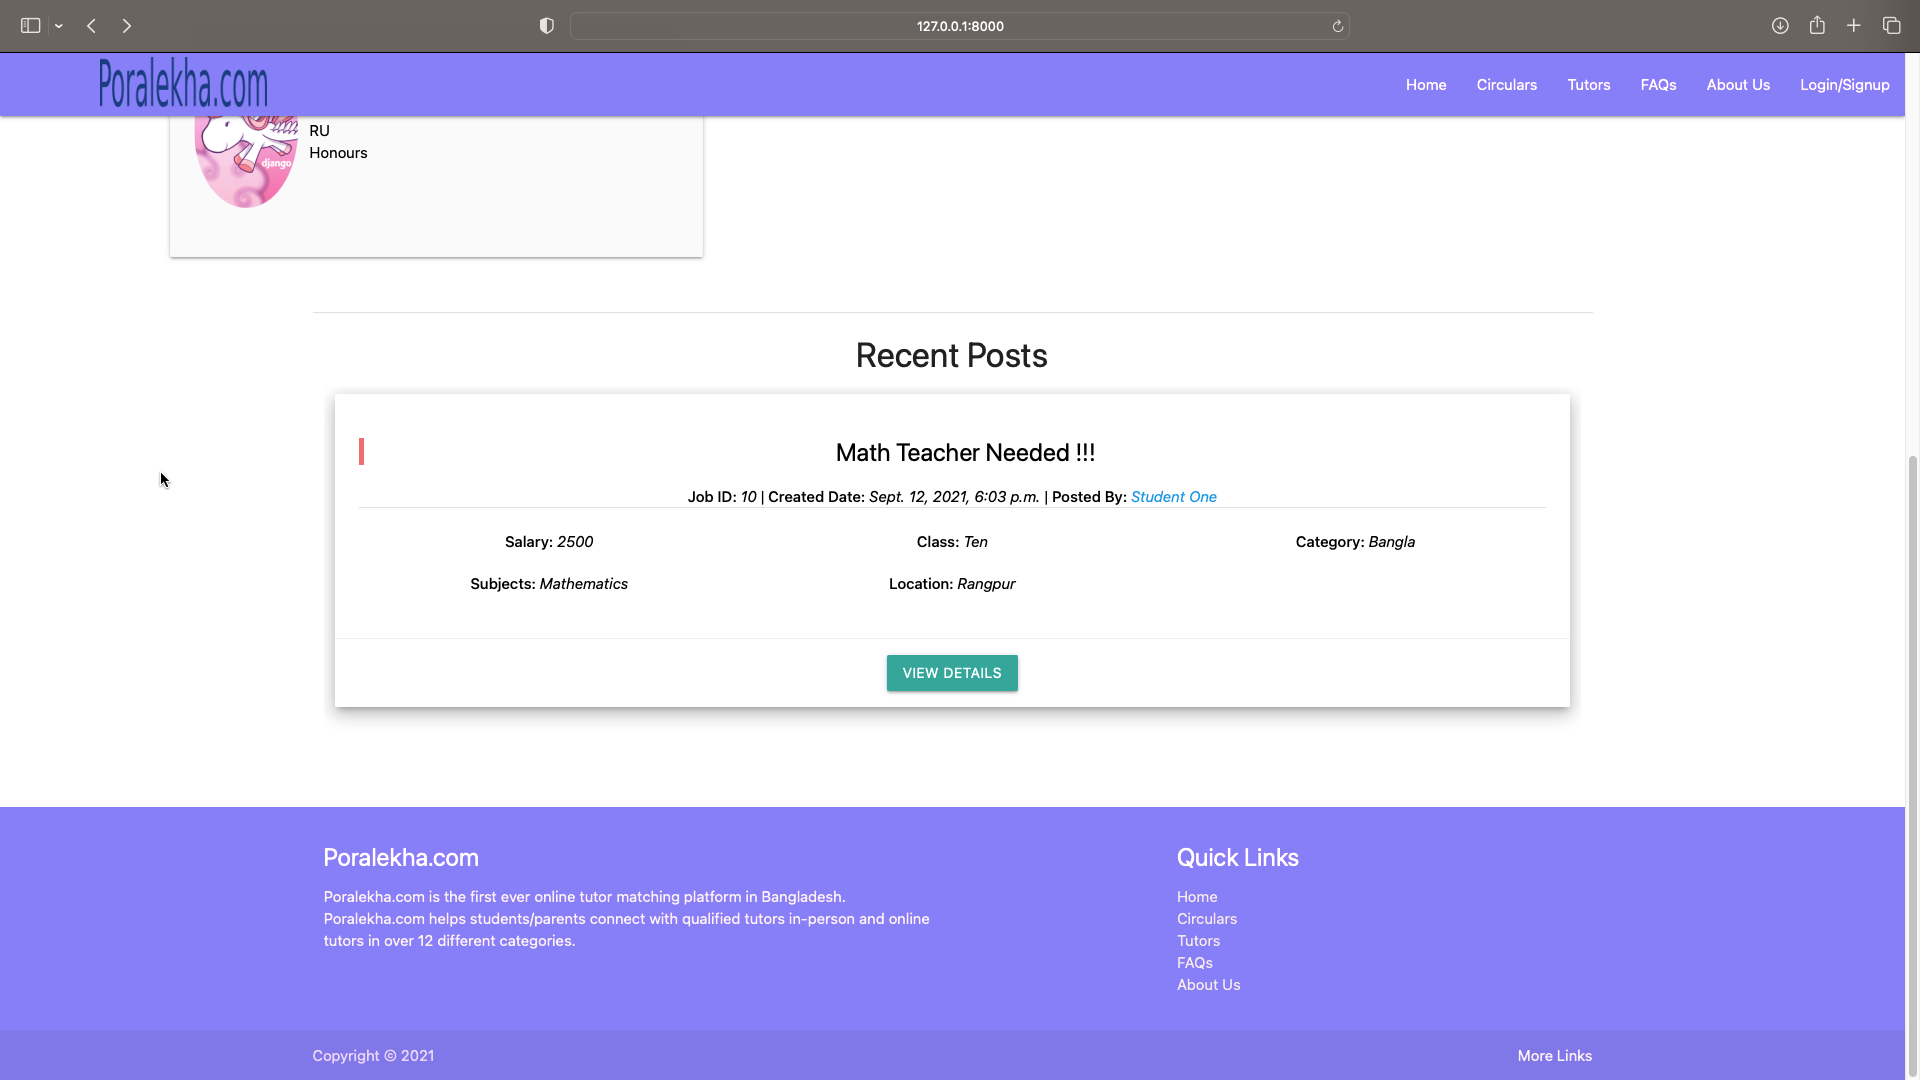 127.0.0.1:8000
Poralekha.com
Home Circulars Tutors FAQs About Us Login/Signup
RU
Honours
django
Recent Posts
Math Teacher Needed !!!
Job ID: 10 | Created Date: Sept. 12, 2021, 6:03 p.m. | Posted By: Student One
Salary: 2500 Class: Ten Category: Bangla
Subjects: Mathematics Location: Rangpur
VIEW DETAILS
Poralekha.com
Poralekha.com is the first ever online tutor matching platform in Bangladesh.
Poralekha.com helps students/parents connect with qualified tutors in-person and online
tutors in over 12 different categories.
Quick Links
Home
Circulars
Tutors
FAQs
About Us
Copyright © 2021
More Links